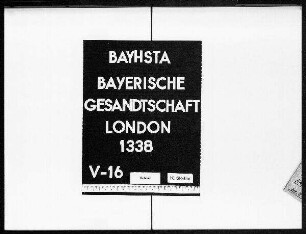 BAYHSTA
BAYERISCHE
GESANDTSCHAFT
LONDON
1338
V-16